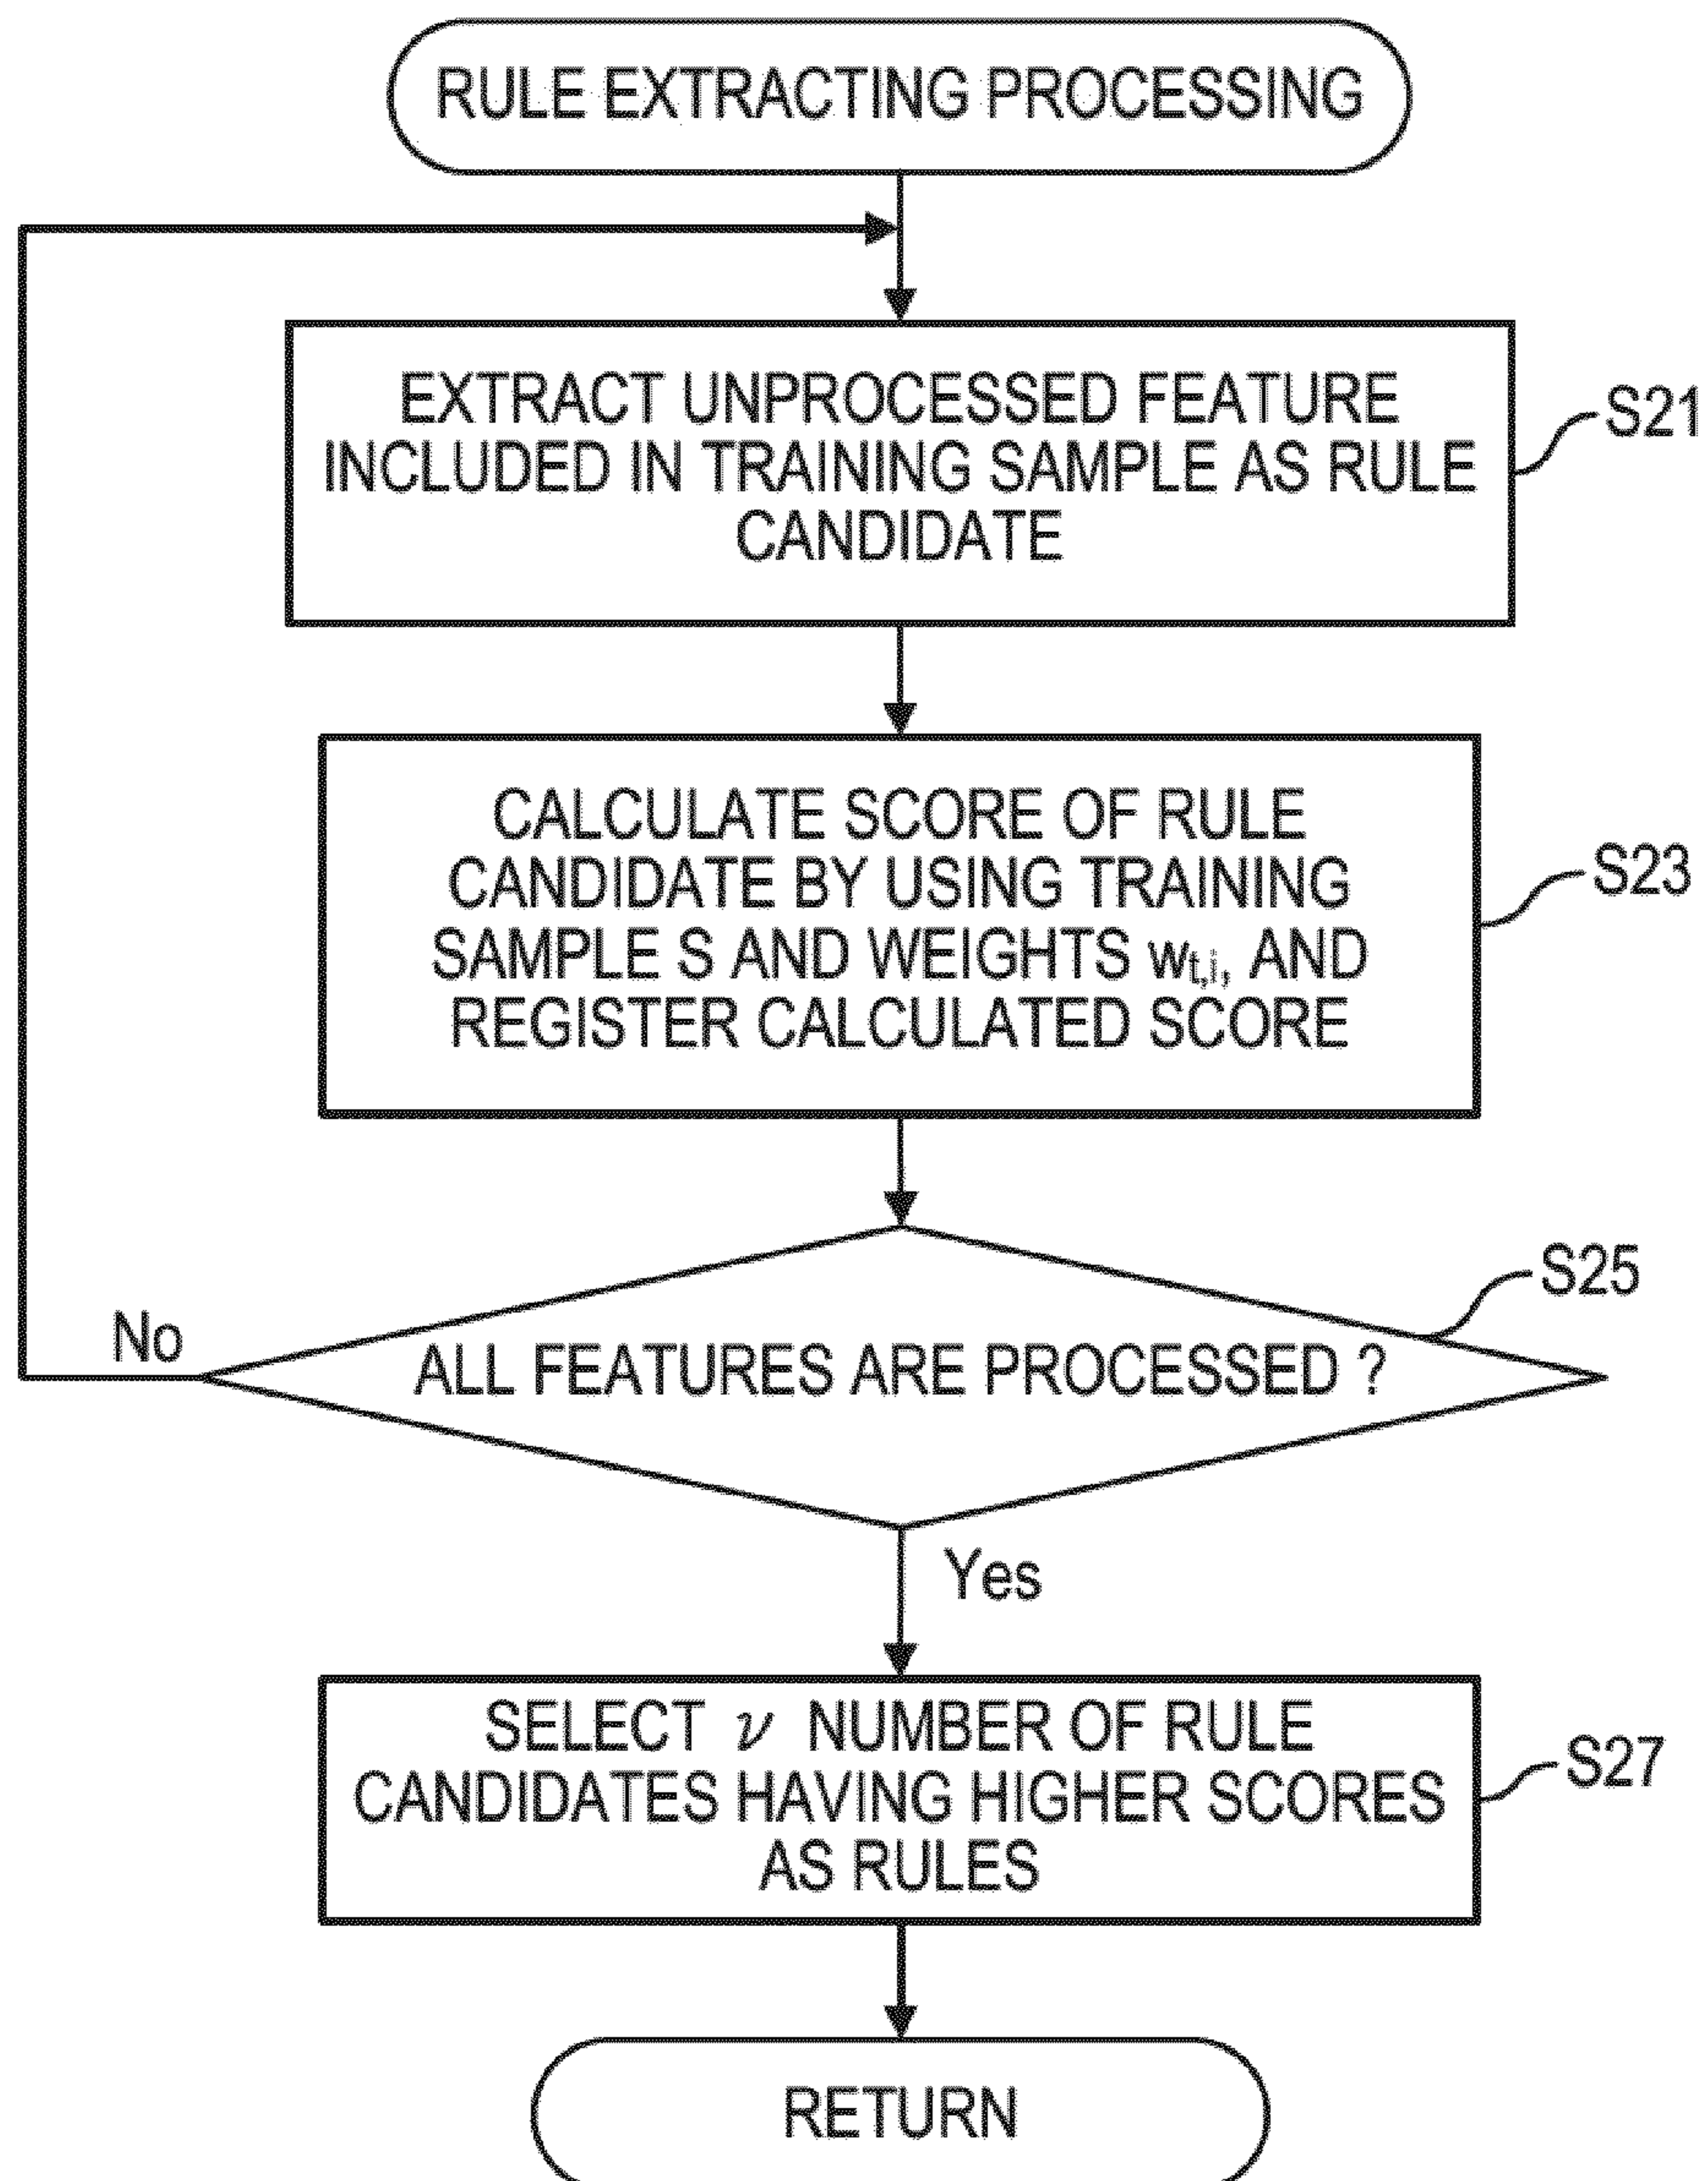 RULE EXTRACTING PROCESSING
EXTRACT UNPROCESSED FEATURE
INCLUDED IN TRAINING SAMPLE AS RULE
CANDIDATE
S21
CALCULATE SCORE OF RULE
CANDIDATE BY USING TRAINING
SAMPLE S AND WEIGHTS wt,i, AND
REGISTER CALCULATED SCORE
S23
ALL FEATURES ARE PROCESSED ?
S25
No
Yes
SELECT ν NUMBER OF RULE
CANDIDATES HAVING HIGHER SCORES
AS RULES
S27
RETURN